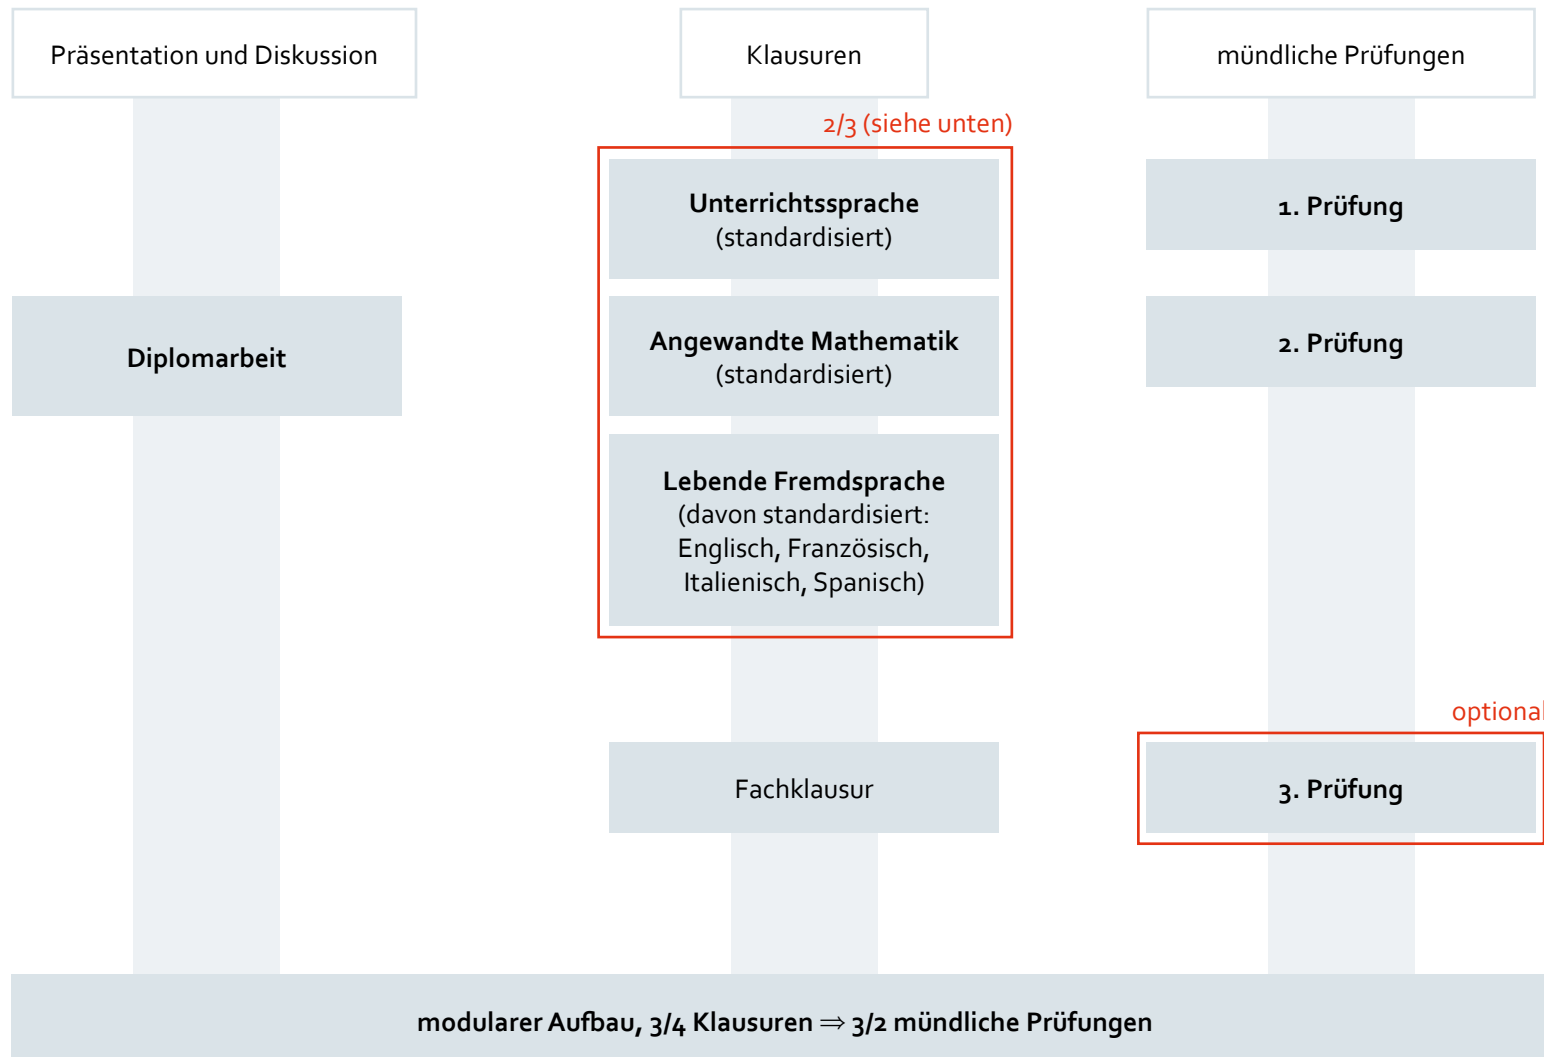 Präsentation und Diskussion
Klausuren
mündliche Prüfungen
2/3 (siehe unten)
Unterrichtssprache
(standardisiert)
1. Prüfung
Diplomarbeit
Angewandte Mathematik
(standardisiert)
2. Prüfung
Lebende Fremdsprache
(davon standardisiert:
Englisch, Französisch,
Italienisch, Spanisch)
optional
Fachklausur
3. Prüfung
modularer Aufbau, 3/4 Klausuren ⇒ 3/2 mündliche Prüfungen